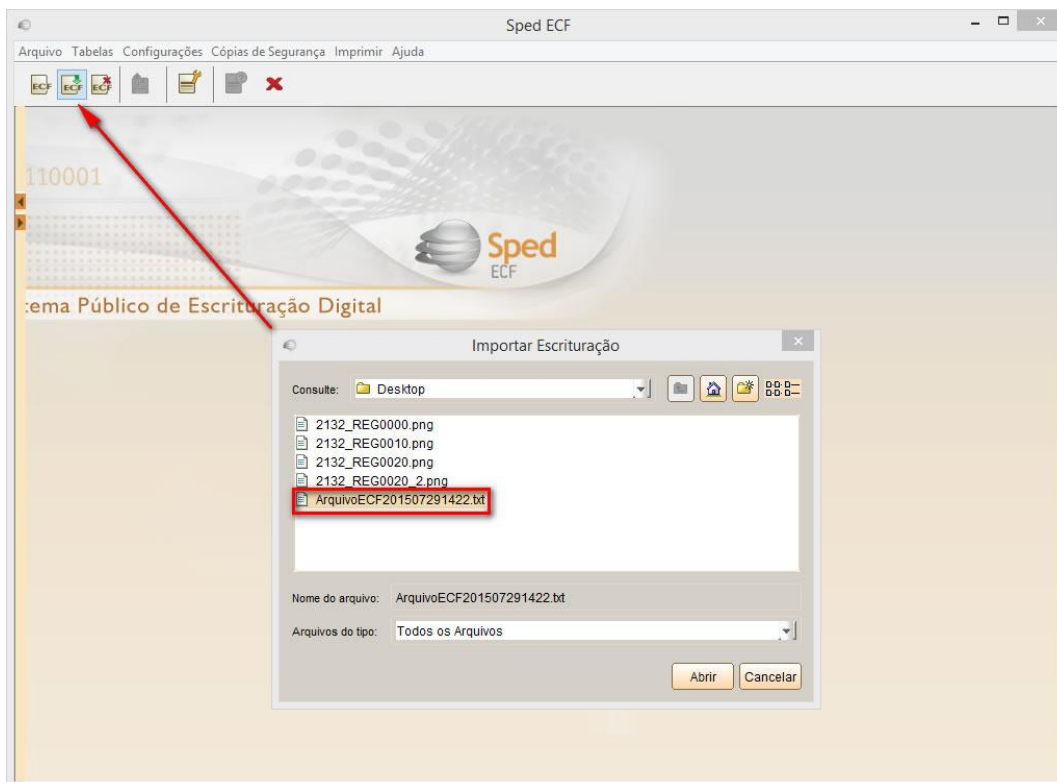 Sped ECF
Arquivo Tabelas Configurações Cópias de Segurança Imprimir Ajuda
ECF ECF ECF
110001
Sped
ECF
tema Público de Escrituração Digital
Importar Escrituração
Consulte: Desktop
2132_REG0000.png
2132_REG0010.png
2132_REG0020.png
2132_REG0020_2.png
ArquivoECF201507291422.txt
Nome do arquivo: ArquivoECF201507291422.txt
Arquivos do tipo: Todos os Arquivos
Abrir Cancelar